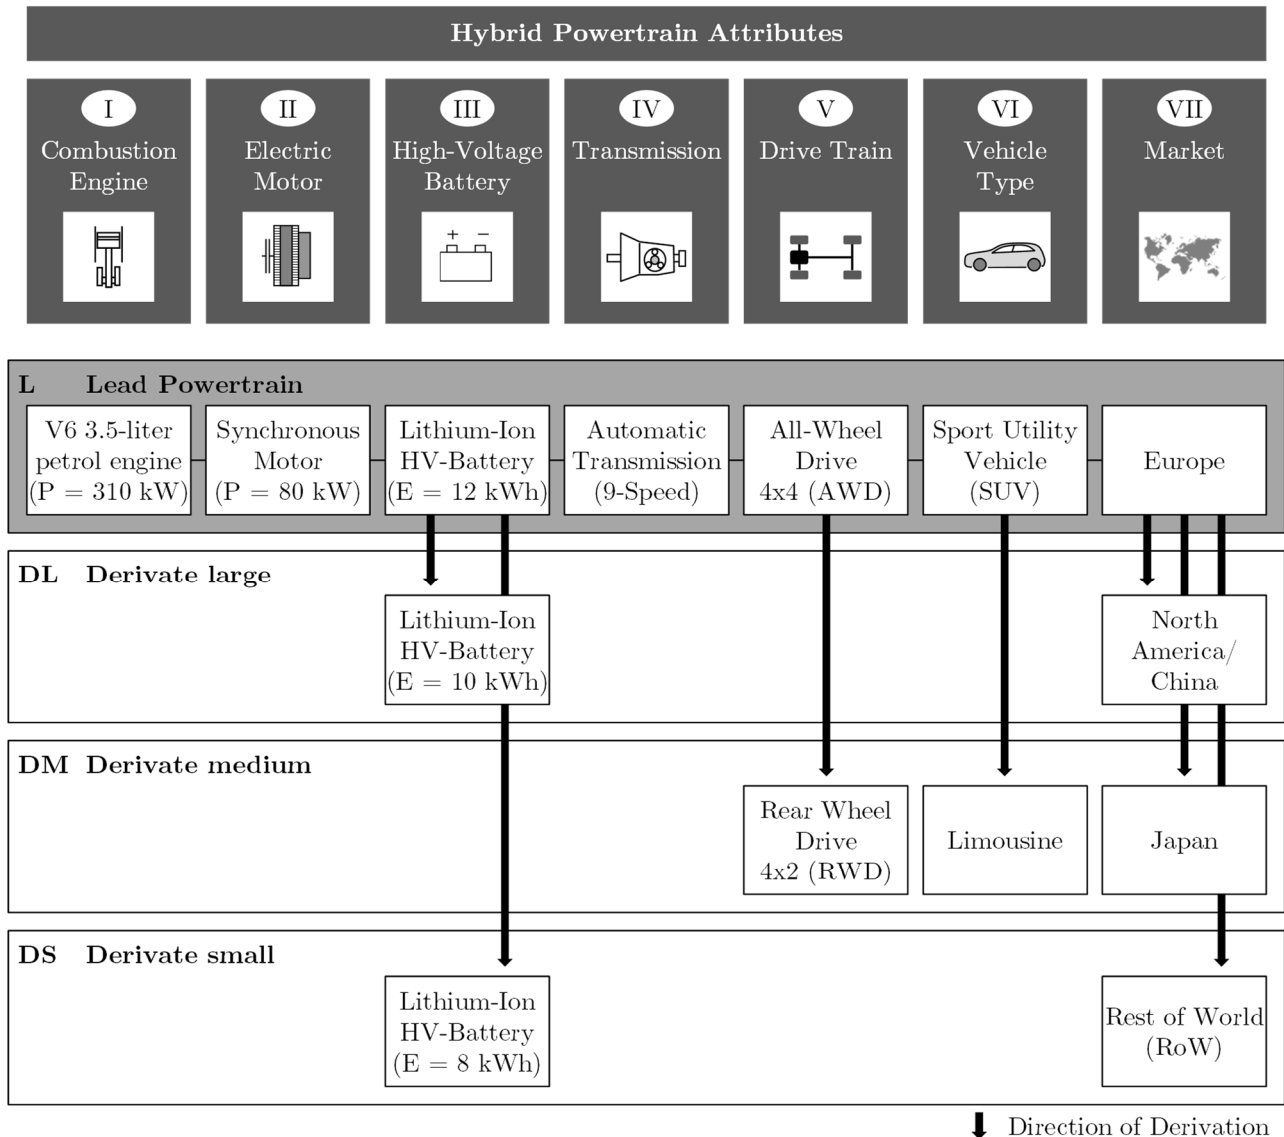 Hybrid Powertrain Attributes
I
Combustion
Engine
II
Electric
Motor
III
High-Voltage
Battery
+ −
IV
Transmission
V
Drive Train
VI
Vehicle
Type
VII
Market
L Lead Powertrain
V6 3.5-liter
petrol engine
(P = 310 kW)
Synchronous
Motor
(P = 80 kW)
Lithium-Ion
HV-Battery
(E = 12 kWh)
Automatic
Transmission
(9-Speed)
All-Wheel
Drive
4x4 (AWD)
Sport Utility
Vehicle
(SUV)
Europe
DL Derivate large
Lithium-Ion
HV-Battery
(E = 10 kWh)
North
America/
China
DM Derivate medium
Rear Wheel
Drive
4x2 (RWD)
Limousine
Japan
DS Derivate small
Lithium-Ion
HV-Battery
(E = 8 kWh)
Rest of World
(RoW)
Direction of Derivation